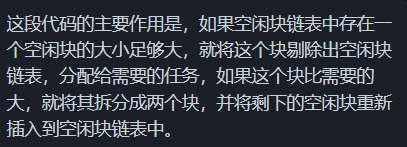 这段代码的主要作用是，如果空闲块链表中存在一
个空闲块的大小足够大，就将这个块剔除出空闲块
链表，分配给需要的任务，如果这个块比需要的
大，就将其拆分成两个块，并将剩下的空闲块重新
插入到空闲块链表中。